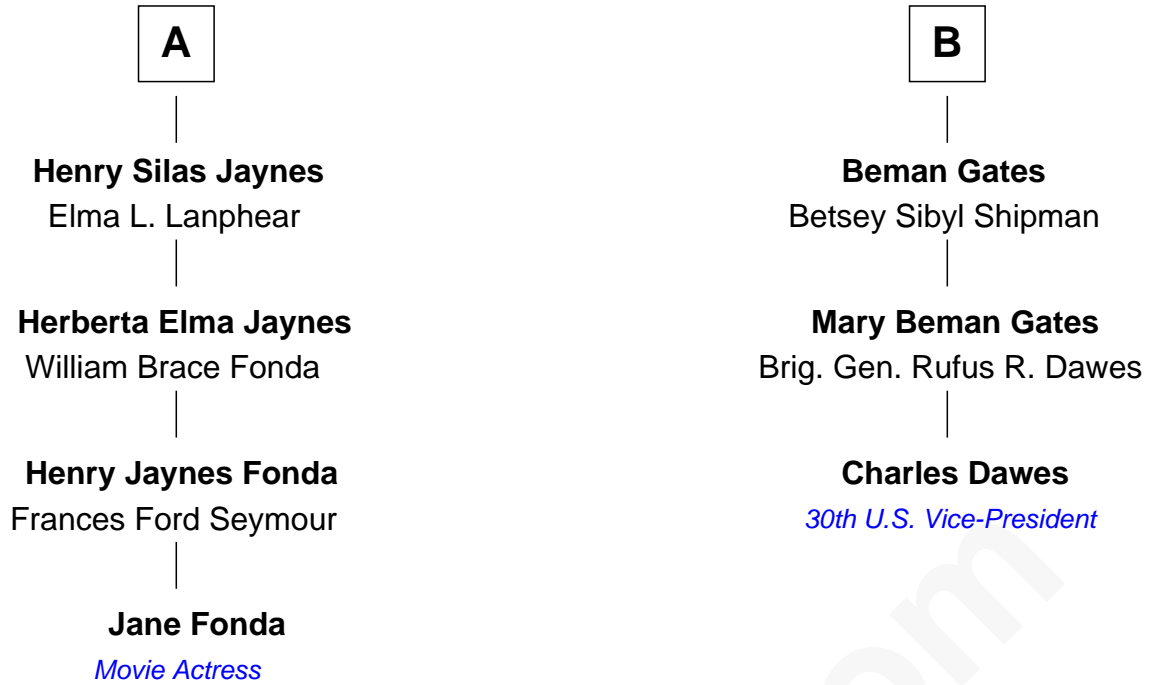 A
Henry Silas Jaynes
Elma L. Lanphear
Herberta Elma Jaynes
William Brace Fonda
Henry Jaynes Fonda
Frances Ford Seymour
Jane Fonda
Movie Actress
B
Beman Gates
Betsey Sibyl Shipman
Mary Beman Gates
Brig. Gen. Rufus R. Dawes
Charles Dawes
30th U.S. Vice-President
om